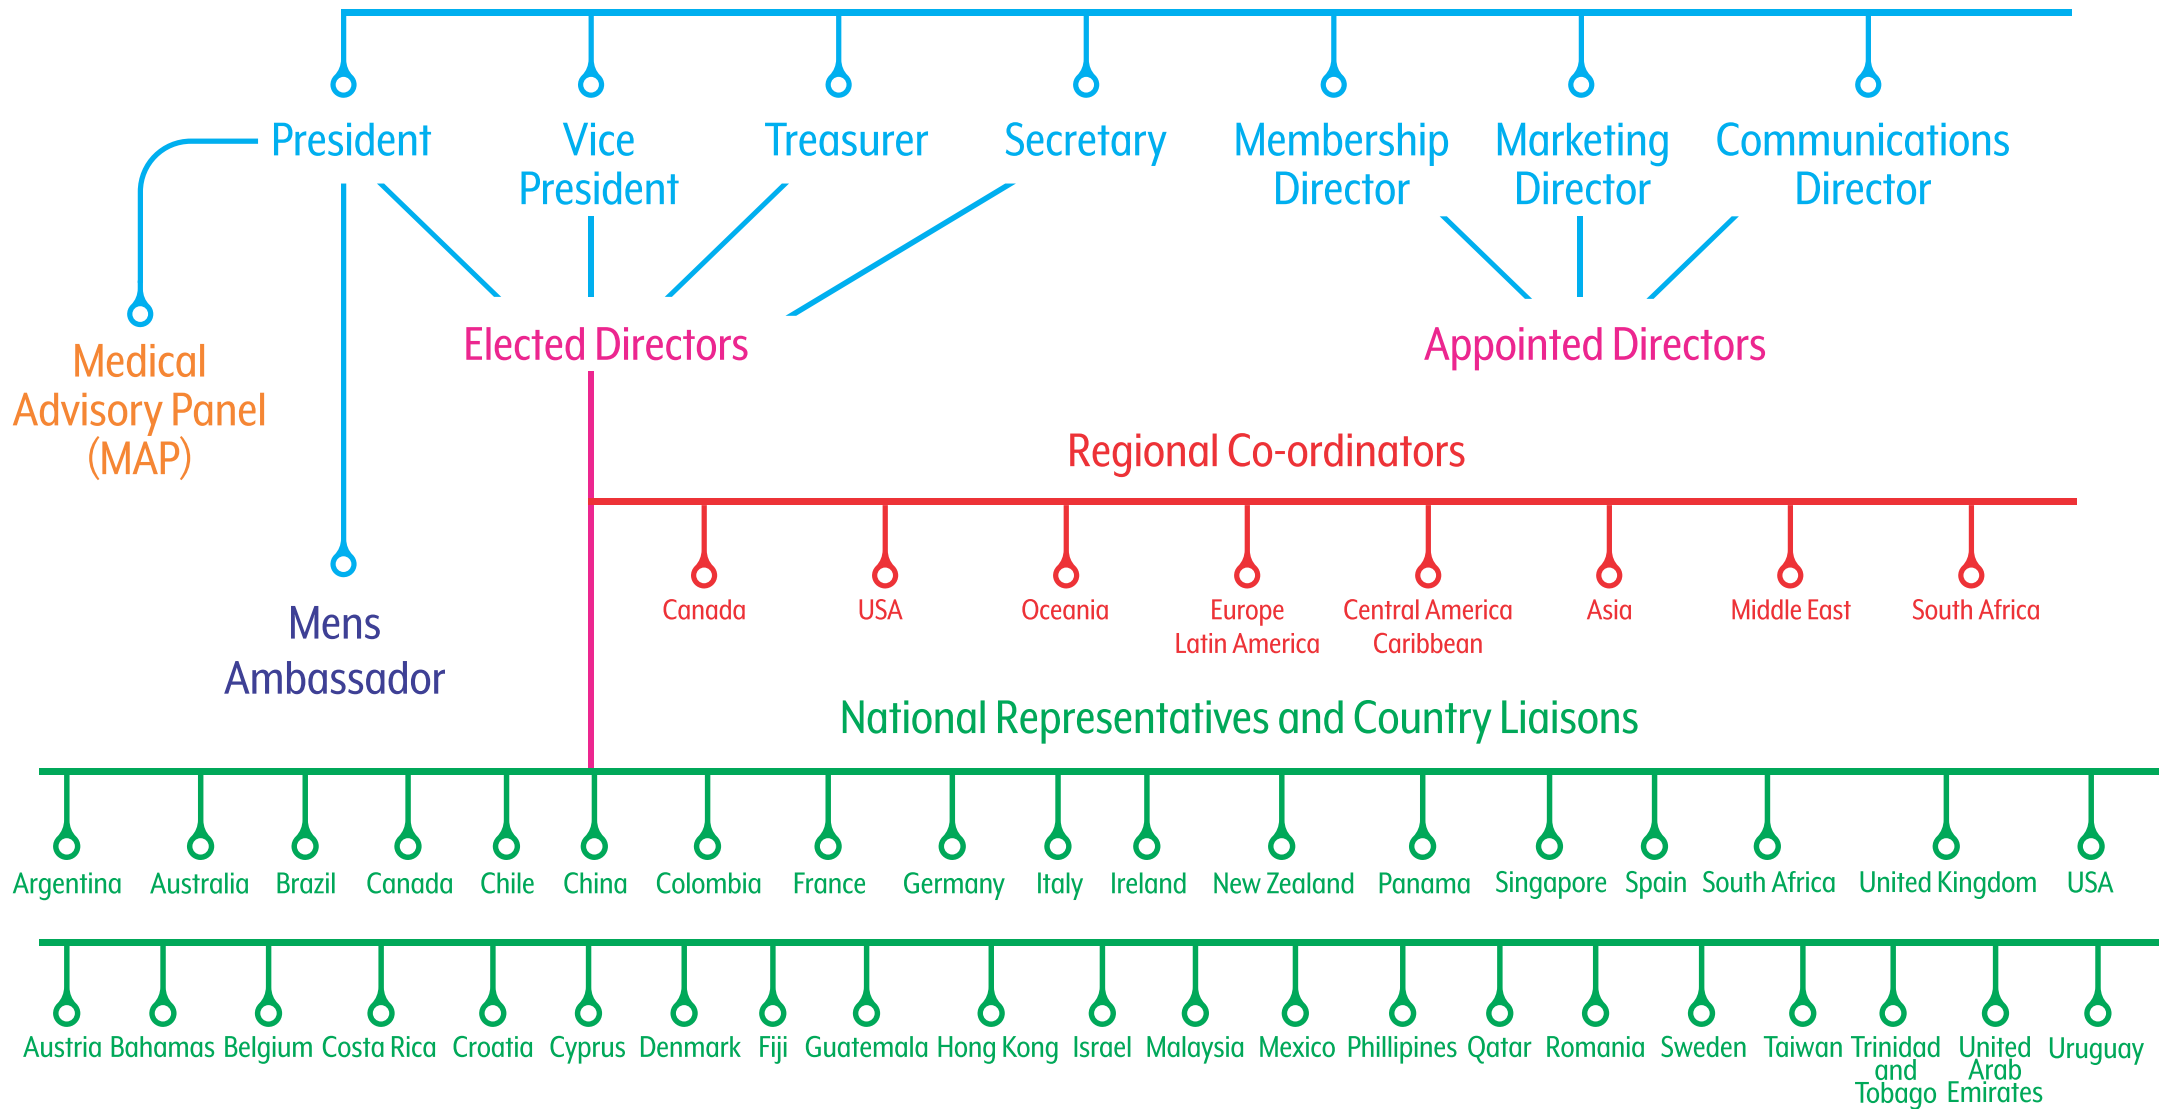 President
Vice
President
Treasurer
Secretary
Membership
Director
Marketing
Director
Communications
Director
Elected Directors
Appointed Directors
Medical
Advisory Panel
(MAP)
Regional Co-ordinators
Canada
USA
Oceania
Europe
Latin America
Central America
Caribbean
Asia
Middle East
South Africa
Mens
Ambassador
National Representatives and Country Liaisons
Argentina
Australia
Brazil
Canada
Chile
China
Colombia
France
Germany
Italy
Ireland
New Zealand
Panama
Singapore
Spain
South Africa
United Kingdom
USA
Austria
Bahamas
Belgium
Costa Rica
Croatia
Cyprus
Denmark
Fiji
Guatemala
Hong Kong
Israel
Malaysia
Mexico
Phillipines
Qatar
Romania
Sweden
Taiwan
Trinidad
and
Tobago
United
Arab
Emirates
Uruguay